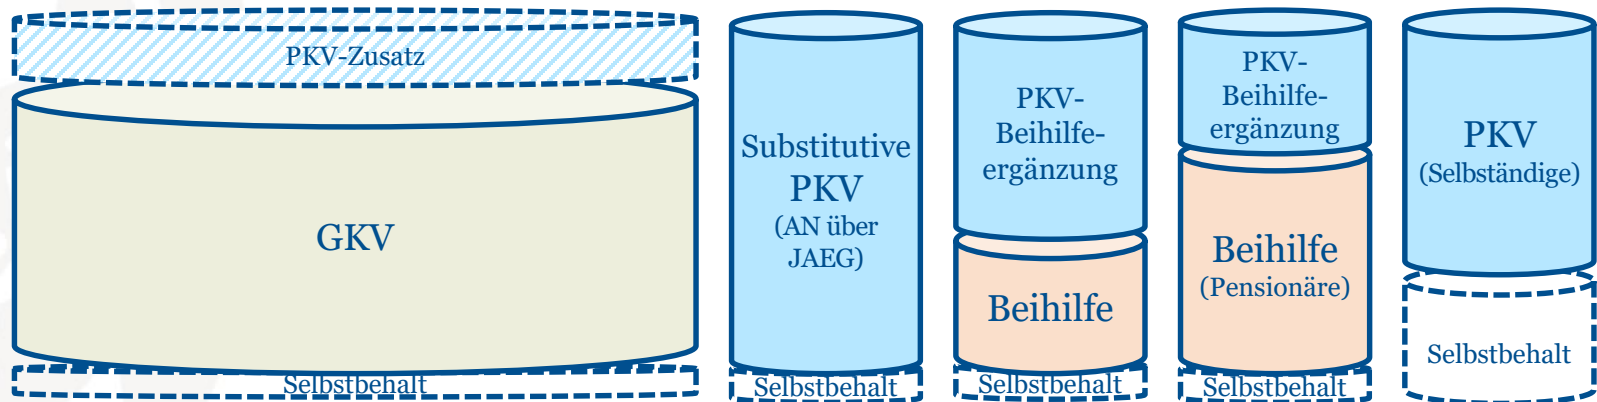 PKV-Zusatz
GKV
Selbstbehalt
Substitutive
PKV
(AN über
JAEG)
Selbstbehalt
PKV-
Beihilfe-
ergänzung
Beihilfe
Selbstbehalt
PKV-
Beihilfe-
ergänzung
Beihilfe
(Pensionäre)
Selbstbehalt
PKV
(Selbständige)
Selbstbehalt